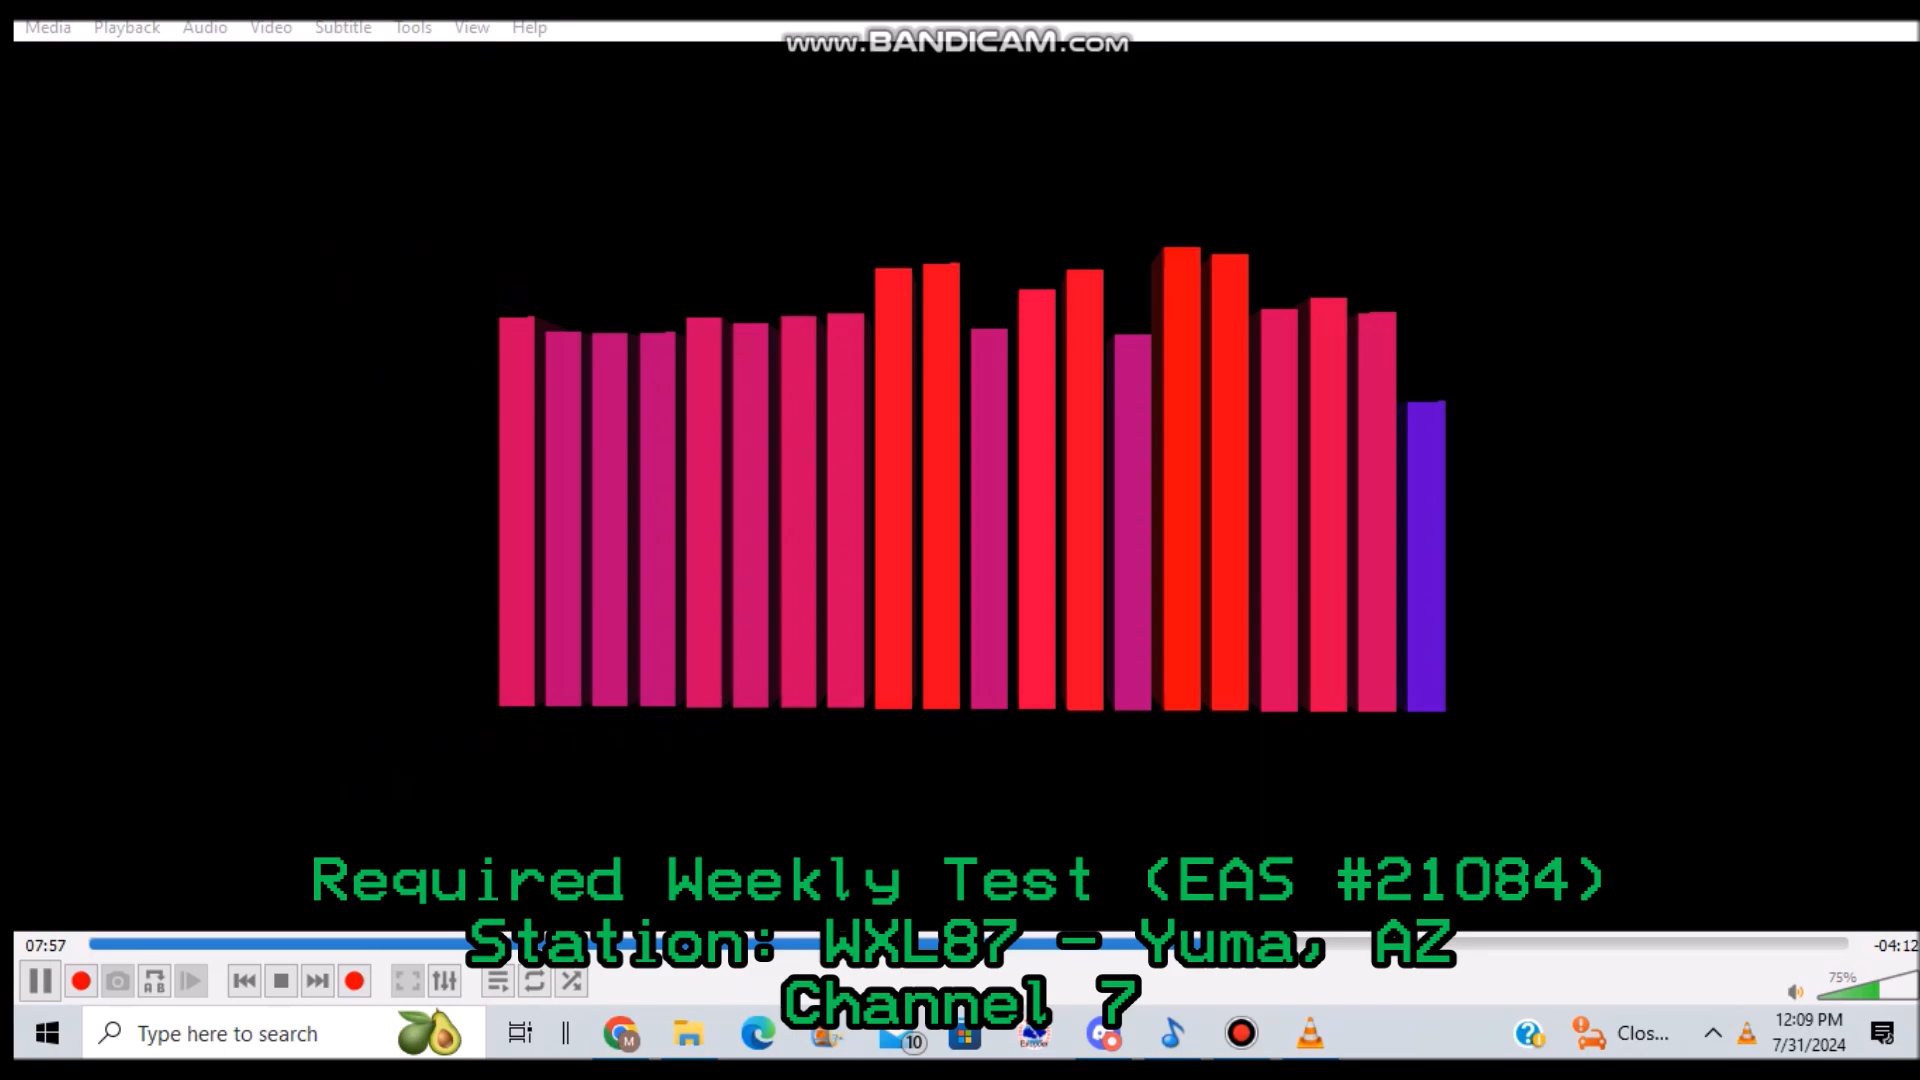 Media Playback Audio Video Subtitle Tools View Help
www.BANDICAM.com
Required Weekly Test (EAS #21084)
07:57
-04:12
Station: WXL87 - Yuma, AZ
75%
Channel 7
Type here to search
M
10
Clos...
12:09 PM
7/31/2024